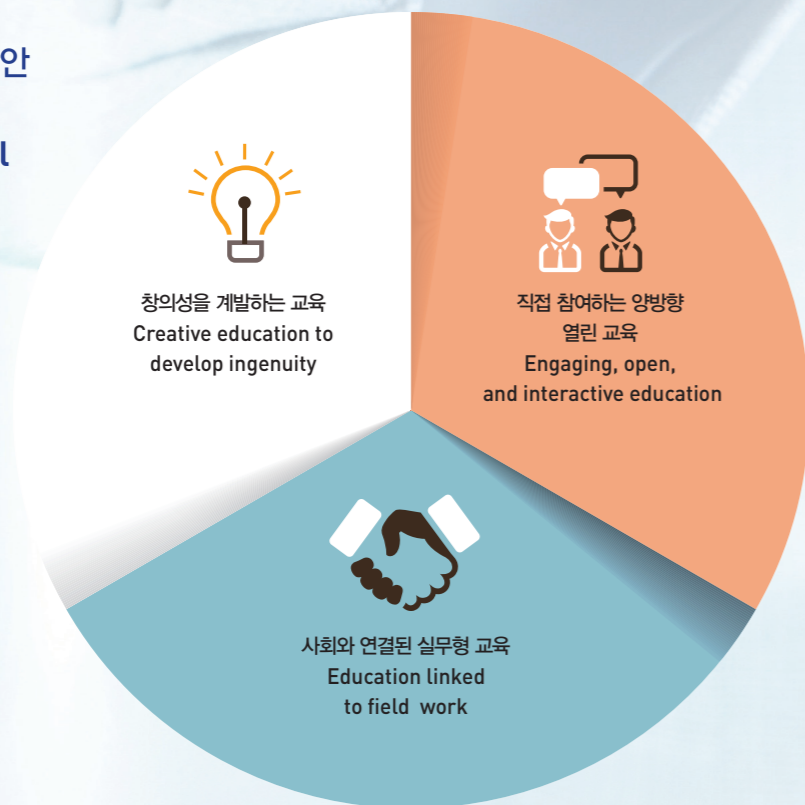 안
l
창의성을 계발하는 교육
Creative education to
develop ingenuity
직접 참여하는 양방향
열린 교육
Engaging, open,
and interactive education
사회와 연결된 실무형 교육
Education linked
to field work